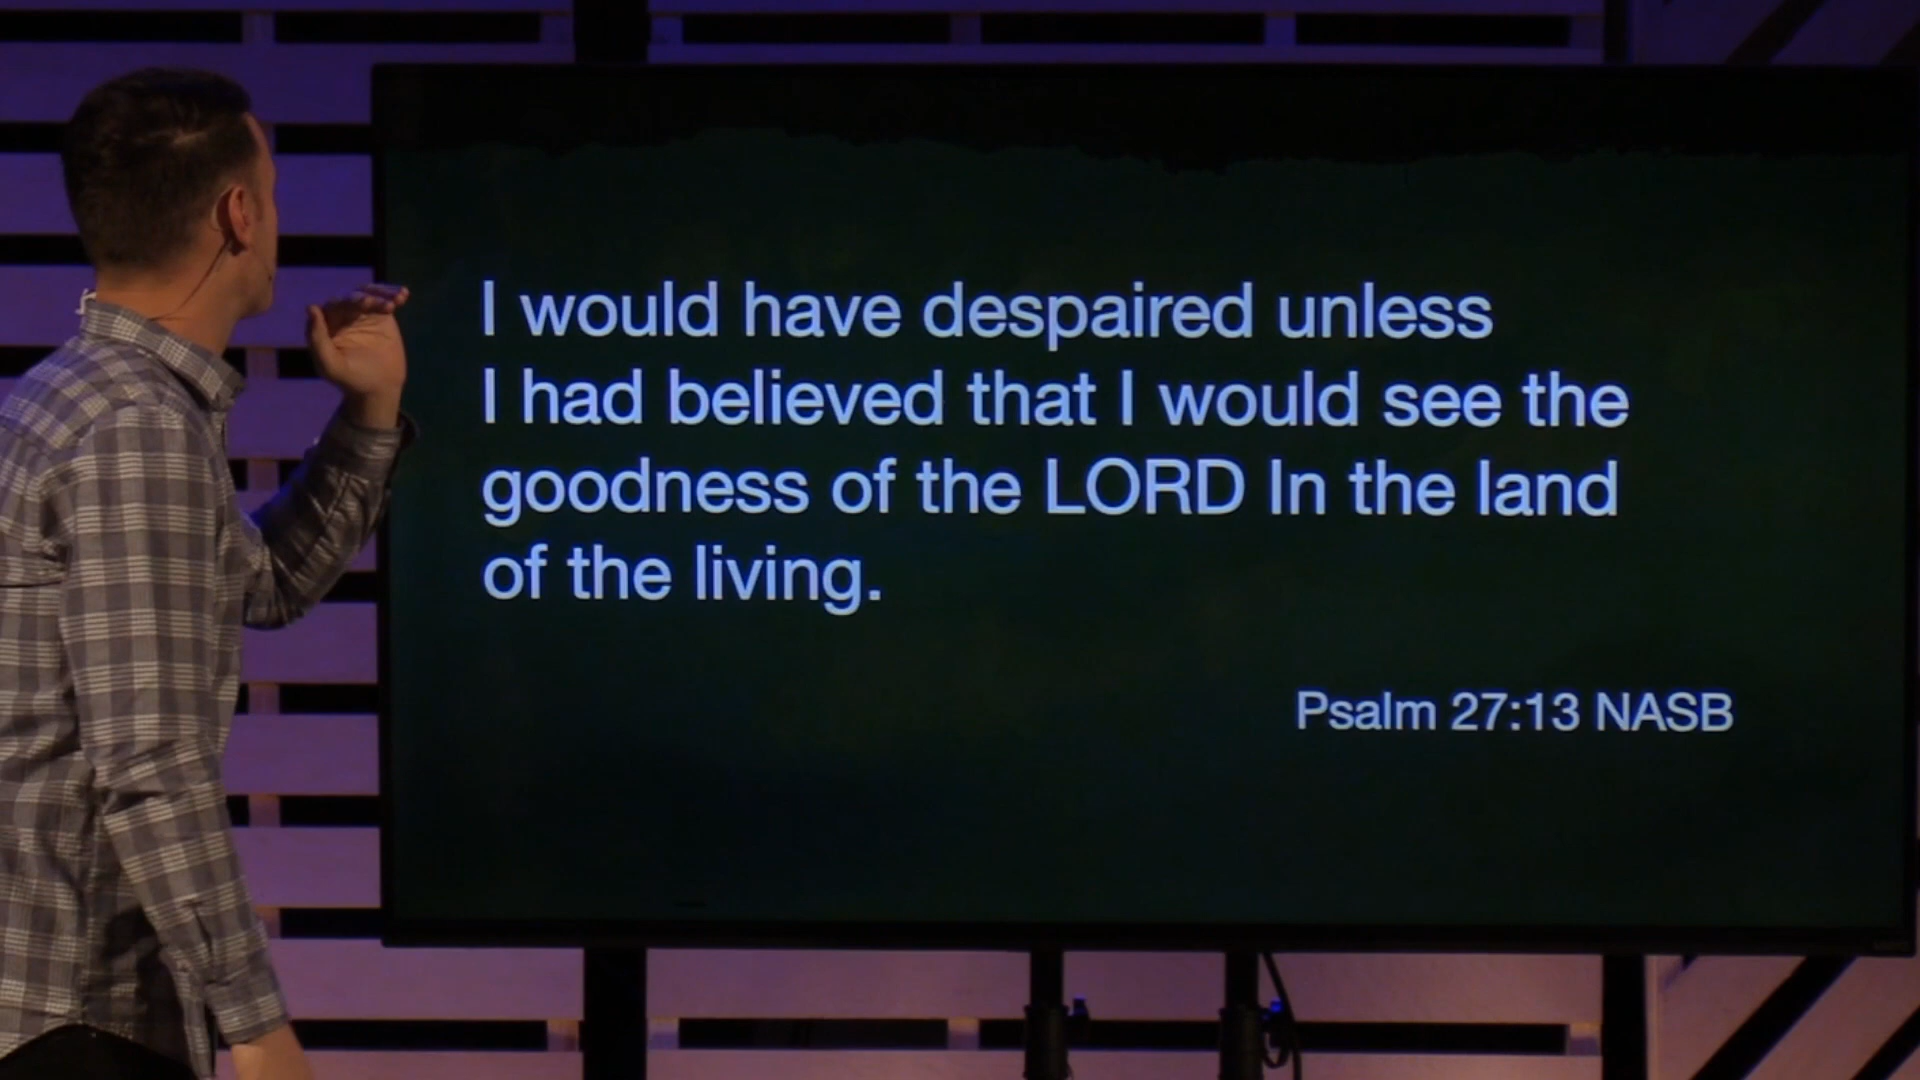 I would have despaired unless
I had believed that I would see the
goodness of the LORD In the land
of the living.
Psalm 27:13 NASB